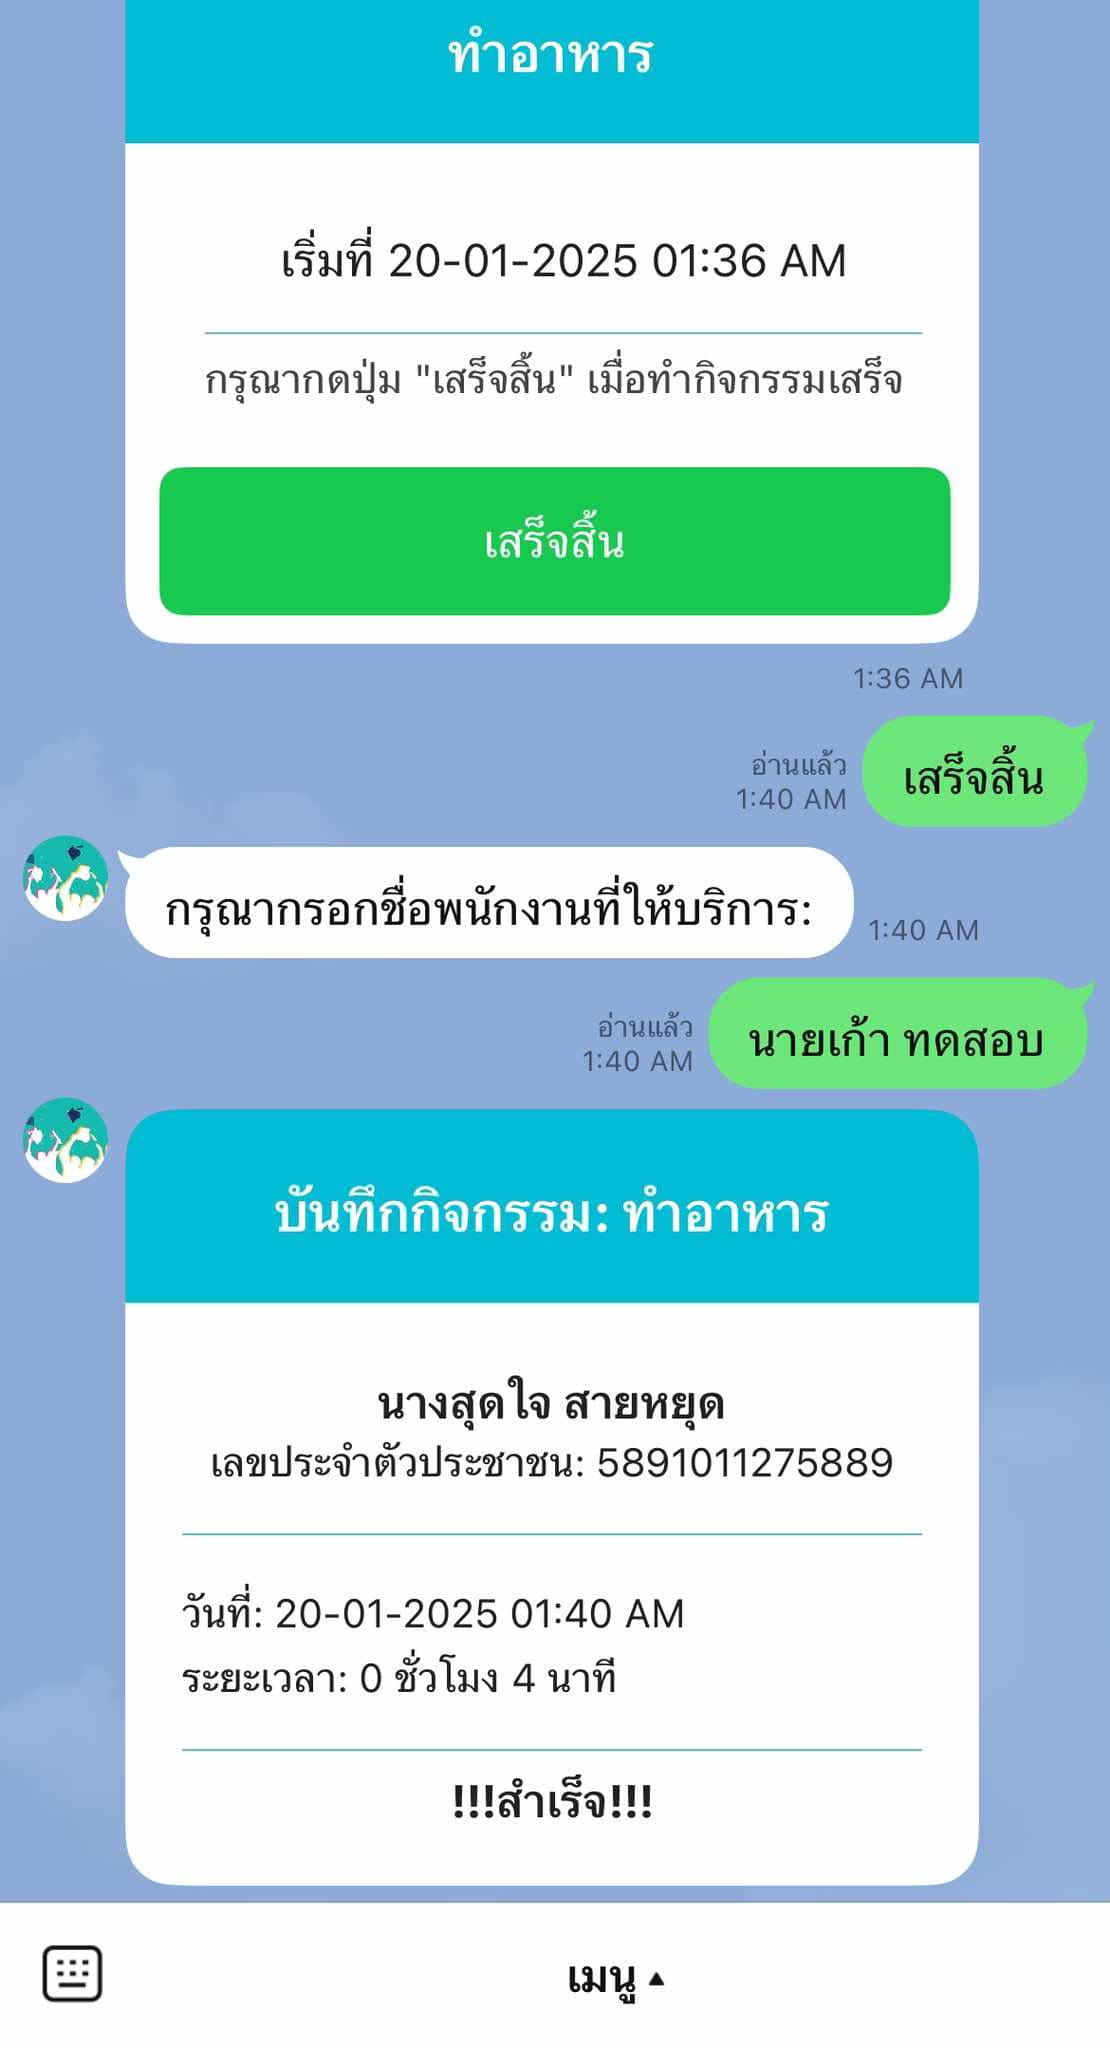 ทำอาหาร
เริ่มที่ 20-01-2025 01:36 AM
กรุณากดปุ่ม "เสร็จสิ้น" เมื่อทำกิจกรรมเสร็จ
เสร็จสิ้น
1:36 AM
เสร็จสิ้น
อ่านแล้ว
1:40 AM
กรุณากรอกชื่อพนักงานที่ให้บริการ:
1:40 AM
นายเก้า ทดสอบ
อ่านแล้ว
1:40 AM
บันทึกกิจกรรม: ทำอาหาร
นางสุดใจ สายหยุด
เลขประจำตัวประชาชน: 5891011275889
วันที่: 20-01-2025 01:40 AM
ระยะเวลา: 0 ชั่วโมง 4 นาที
!!!สำเร็จ!!!
เมนู